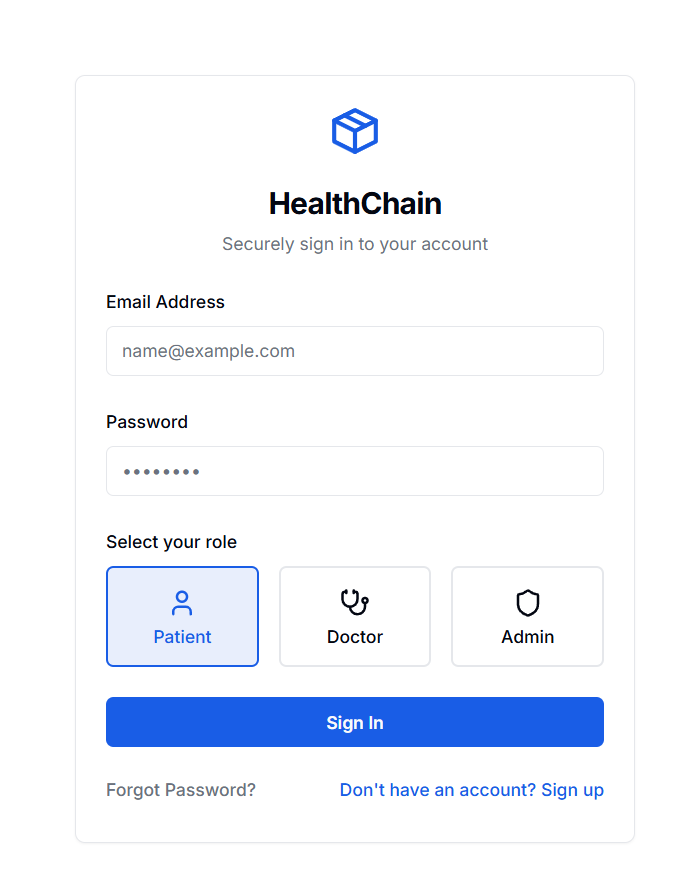 HealthChain
Securely sign in to your account
Email Address
name@example.com
Password
••••••••
Select your role
Patient Doctor Admin
Sign In
Forgot Password? Don't have an account? Sign up